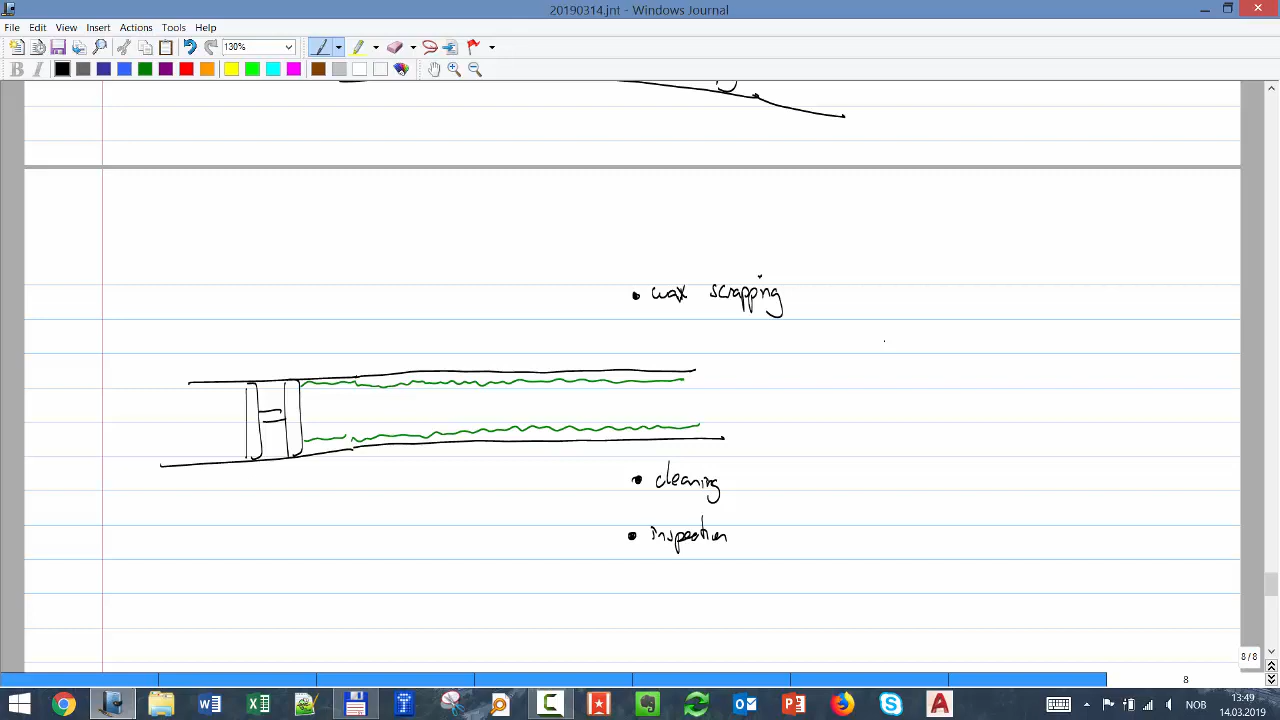 20190314.jnt - Windows Journal
File Edit View Insert Actions Tools Help
130%
B I
• wax scrapping
• cleaning
• inspection
8 / 8
8
13:49
NOB
14.03.2019